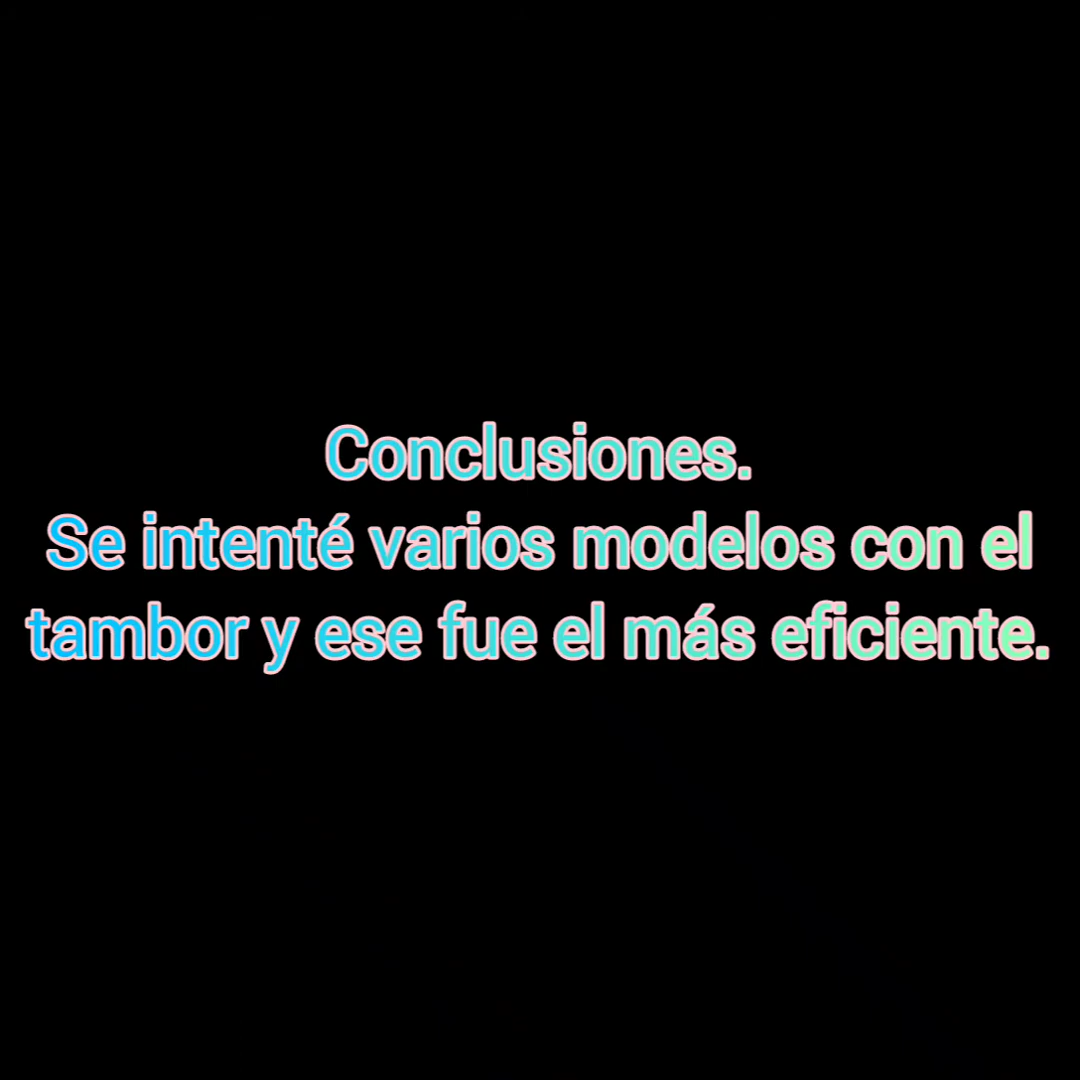 Conclusiones.
Se intenté varios modelos con el
tambor y ese fue el más eficiente.